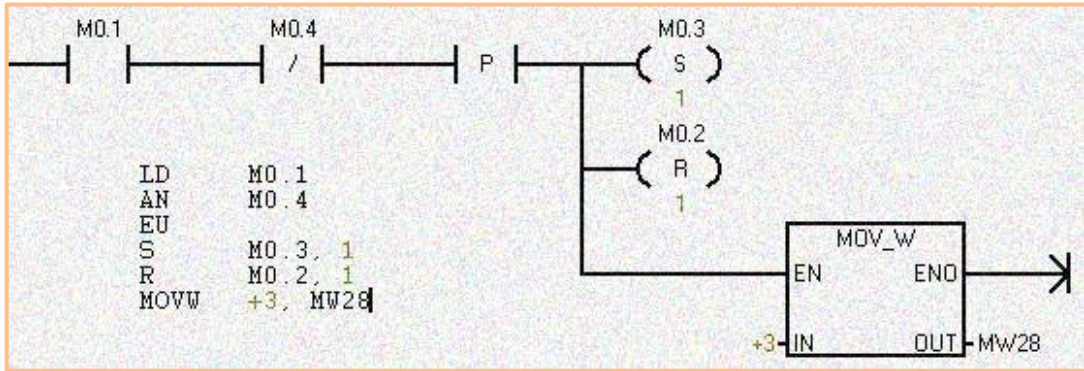 M0.1 M0.4 M0.3
/ P S
1
M0.2
R
1
LD M0.1
AN M0.4
EU
S M0.3, 1
R M0.2, 1
MOVW +3, MW28
MOV_W
EN ENO
+3 IN OUT MW28